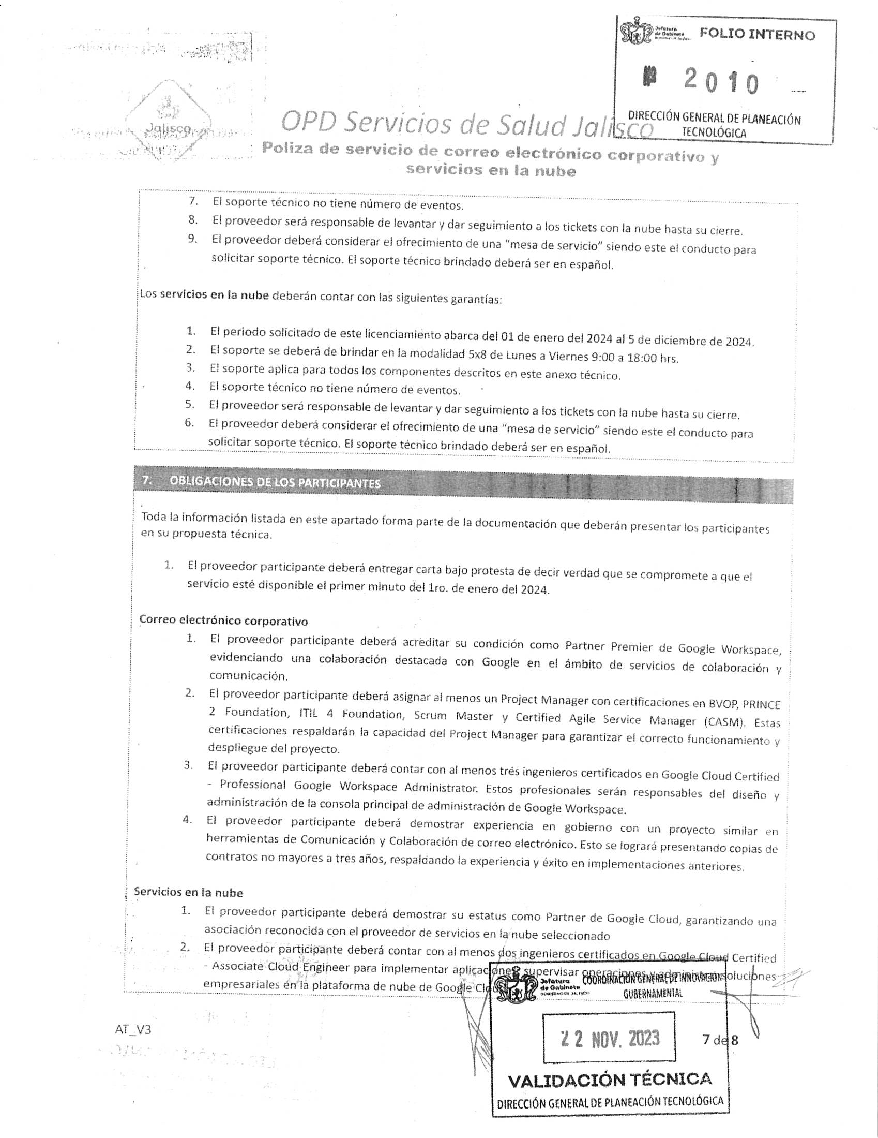 Jefatura
de Gabinete
FOLIO INTERNO
2010
DIRECCIÓN GENERAL DE PLANEACIÓN
TECNOLÓGICA
Jalisco
OPD Servicios de Salud Jalisco
Poliza de servicio de correo electrónico corporativo y
servicios en la nube
7. El soporte técnico no tiene número de eventos.
8. El proveedor será responsable de levantar y dar seguimiento a los tickets con la nube hasta su cierre.
9. El proveedor deberá considerar el ofrecimiento de una "mesa de servicio" siendo este el conducto para
solicitar soporte técnico. El soporte técnico brindado deberá ser en español.
Los servicios en la nube deberán contar con las siguientes garantías:
1. El periodo solicitado de este licenciamiento abarca del 01 de enero del 2024 al 5 de diciembre de 2024.
2. El soporte se deberá de brindar en la modalidad 5x8 de Lunes a Viernes 9:00 a 18:00 hrs.
3. El soporte aplica para todos los componentes descritos en este anexo técnico.
4. El soporte técnico no tiene número de eventos.
5. El proveedor será responsable de levantar y dar seguimiento a los tickets con la nube hasta su cierre.
6. El proveedor deberá considerar el ofrecimiento de una "mesa de servicio" siendo este el conducto para
solicitar soporte técnico. El soporte técnico brindado deberá ser en español.
7. OBLIGACIONES DE LOS PARTICIPANTES
Toda la información listada en este apartado forma parte de la documentación que deberán presentar los participantes
en su propuesta técnica.
1. El proveedor participante deberá entregar carta bajo protesta de decir verdad que se compromete a que el
servicio esté disponible el primer minuto del 1ro. de enero del 2024.
Correo electrónico corporativo
1. El proveedor participante deberá acreditar su condición como Partner Premier de Google Workspace,
evidenciando una colaboración destacada con Google en el ámbito de servicios de colaboración y
comunicación.
2. El proveedor participante deberá asignar al menos un Project Manager con certificaciones en BVOP, PRINCE
2 Foundation, ITIL 4 Foundation, Scrum Master y Certified Agile Service Manager (CASM). Estas
certificaciones respaldarán la capacidad del Project Manager para garantizar el correcto funcionamiento y
despliegue del proyecto.
3. El proveedor participante deberá contar con al menos trés ingenieros certificados en Google Cloud Certified
- Professional Google Workspace Administrator. Estos profesionales serán responsables del diseño y
administración de la consola principal de administración de Google Workspace.
4. El proveedor participante deberá demostrar experiencia en gobierno con un proyecto similar en
herramientas de Comunicación y Colaboración de correo electrónico. Esto se logrará presentando copias de
contratos no mayores a tres años, respaldando la experiencia y éxito en implementaciones anteriores.
Servicios en la nube
1. El proveedor participante deberá demostrar su estatus como Partner de Google Cloud, garantizando una
asociación reconocida con el proveedor de servicios en la nube seleccionado
2. El proveedor participante deberá contar con al menos dos ingenieros certificados en Google Cloud Certified
- Associate Cloud Engineer para implementar aplicaciones supervisar operaciones y administrar soluciones
empresariales en la plataforma de nube de Google
Jefatura
de Gabinete
COORDINACIÓN GENERAL DE INNOVACIÓN
GUBERNAMENTAL
22 NOV. 2023
AT_V3
7 de 8
VALIDACIÓN TÉCNICA
DIRECCIÓN GENERAL DE PLANEACIÓN TECNOLÓGICA